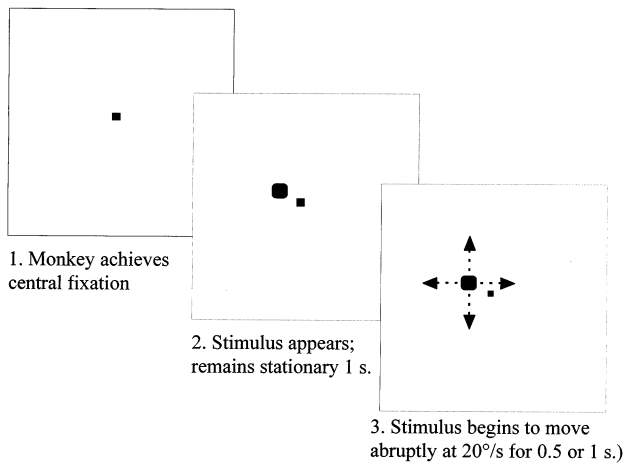 1. Monkey achieves
central fixation
2. Stimulus appears;
remains stationary 1 s.
3. Stimulus begins to move
abruptly at 20°/s for 0.5 or 1 s.)